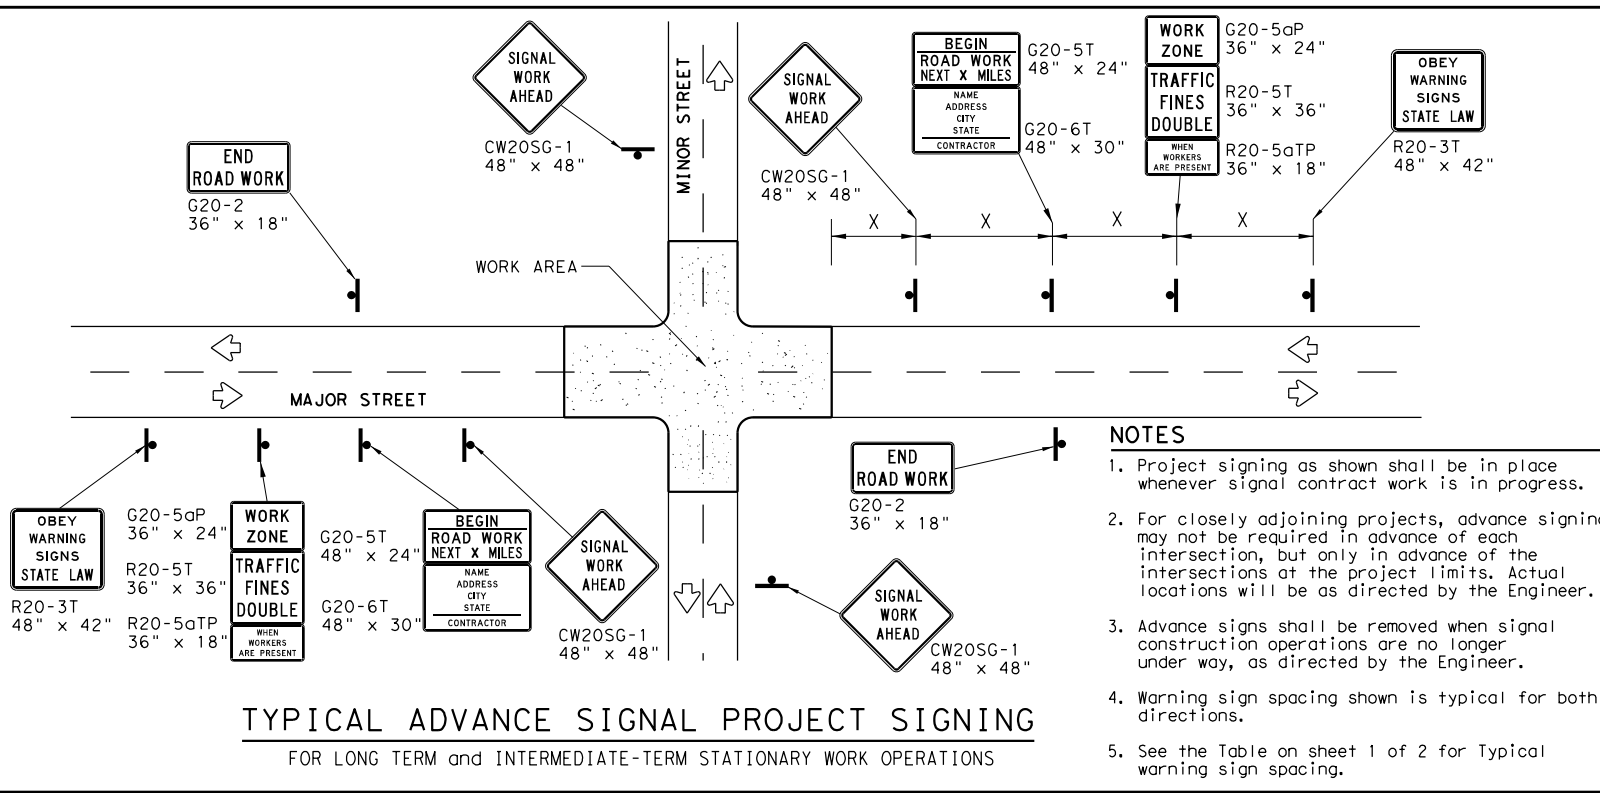 SIGNAL
WORK
AHEAD
CW20SG-1
48" x 48"
END
ROAD WORK
G20-2
36" x 18"
MINOR STREET
SIGNAL
WORK
AHEAD
CW20SG-1
48" x 48"
BEGIN
ROAD WORK
NEXT X MILES
NAME
ADDRESS
CITY
STATE
CONTRACTOR
G20-5T
48" x 24"
G20-6T
48" x 30"
WORK
ZONE
TRAFFIC
FINES
DOUBLE
WHEN
WORKERS
ARE PRESENT
G20-5aP
36" x 24"
R20-5T
36" x 36"
R20-5aTP
36" x 18"
OBEY
WARNING
SIGNS
STATE LAW
R20-3T
48" x 42"
X
X
X
X
WORK AREA
MAJOR STREET
OBEY
WARNING
SIGNS
STATE LAW
R20-3T
48" x 42"
G20-5aP
36" x 24"
R20-5T
36" x 36"
R20-5aTP
36" x 18"
WORK
ZONE
TRAFFIC
FINES
DOUBLE
WHEN
WORKERS
ARE PRESENT
G20-5T
48" x 24"
G20-6T
48" x 30"
BEGIN
ROAD WORK
NEXT X MILES
NAME
ADDRESS
CITY
STATE
CONTRACTOR
SIGNAL
WORK
AHEAD
CW20SG-1
48" x 48"
END
ROAD WORK
G20-2
36" x 18"
SIGNAL
WORK
AHEAD
CW20SG-1
48" x 48"
TYPICAL ADVANCE SIGNAL PROJECT SIGNING
FOR LONG TERM and INTERMEDIATE-TERM STATIONARY WORK OPERATIONS
NOTES
1. Project signing as shown shall be in place
whenever signal contract work is in progress.
2. For closely adjoining projects, advance signing
may not be required in advance of each
intersection, but only in advance of the
intersections at the project limits. Actual
locations will be as directed by the Engineer.
3. Advance signs shall be removed when signal
construction operations are no longer
under way, as directed by the Engineer.
4. Warning sign spacing shown is typical for both
directions.
5. See the Table on sheet 1 of 2 for Typical
warning sign spacing.